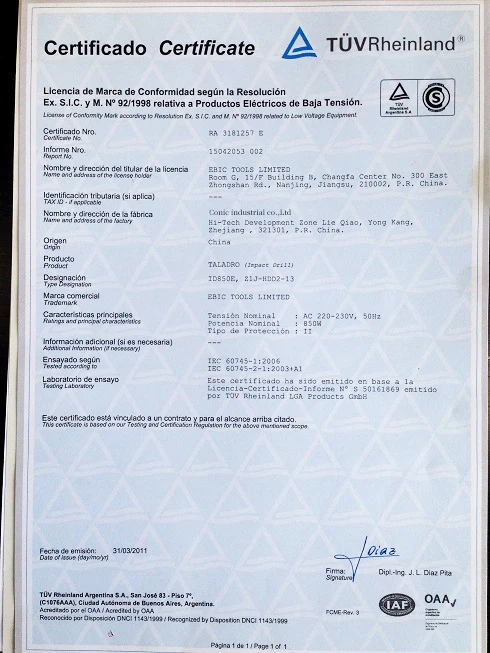 Certificado Certificate
TÜVRheinland®
Licencia de Marca de Conformidad según la Resolución
Ex. S.I.C. y M. Nº 92/1998 relativa a Productos Eléctricos de Baja Tensión.
License of Conformity Mark according to Resolution Ex. S.I.C. and M. Nº 92/1998 related to Low Voltage Equipment.
TÜV
Rheinland
Argentina S.A.
S
Certificado Nro. RA 3181257 E
Certificate No.
Informe Nro. 15042053 002
Report No.
Nombre y dirección del titular de la licencia EBIC TOOLS LIMITED
Name and address of the license holder Room G, 15/F Building B, Changfa Center No. 300 East
Zhongshan Rd., Nanjing, Jiangsu, 210002, P.R. China.
Identificación tributaria (si aplica) ---
TAX ID - if applicable
Nombre y dirección de la fábrica Conic industrial co.,Ltd
Name and address of the factory Hi-Tech Development Zone Lie Qiao, Yong Kang,
Zhejiang , 321301, P.R. China.
Origen China
Origin
Producto TALADRO (Impact Drill)
Product
Designación ID850E, Z1J-HDD2-13
Type Designation
Marca comercial EBIC TOOLS LIMITED
Trademark
Características principales Tensión Nominal : AC 220-230V, 50Hz
Ratings and principal characteristics Potencia Nominal : 850W
Tipo de Protección : II
Información adicional (si es necesaria) ---
Additional Information (if necessary)
Ensayado según IEC 60745-1:2006
Tested according to IEC 60745-2-1:2003+A1
Laboratorio de ensayo Este certificado ha sido emitido en base a la
Testing Laboratory Licencia-Certificado-Informe Nº S 50161869 emitido
por TÜV Rheinland LGA Products GmbH
Este certificado está vinculado a un contrato y para el alcance arriba citado.
This certificate is based on our Testing and Certification Regulation for the above mentioned scope.
Fecha de emisión: 31/03/2011
Date of issue (day/mo/yr)
Diaz
Firma: Dipl.-Ing. J. L. Diaz Pita
Signature
TÜV Rheinland Argentina S.A., San José 83 - Piso 7º,
(C1076AAA), Ciudad Autónoma de Buenos Aires, Argentina.
Acreditado por el OAA / Acredited by OAA
Reconocido por Disposición DNCI 1143/1999 / Recognized by Disposition DNCI 1143/1999
FCME-Rev. 3
IAF
OAA
Página 1 de 1 / Page 1 of 1